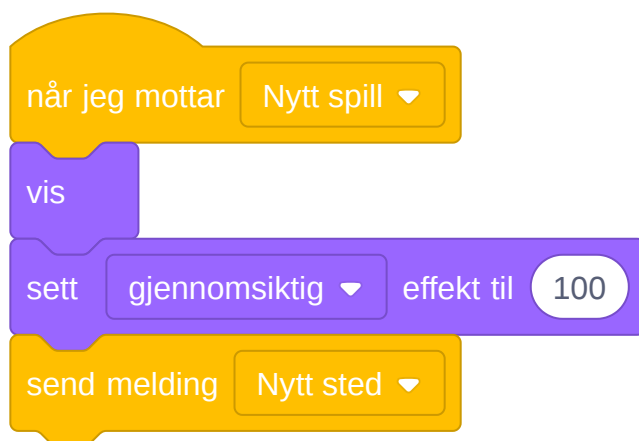 når jeg mottar Nytt spill
vis
sett gjennomsiktig effekt til 100
send melding Nytt sted